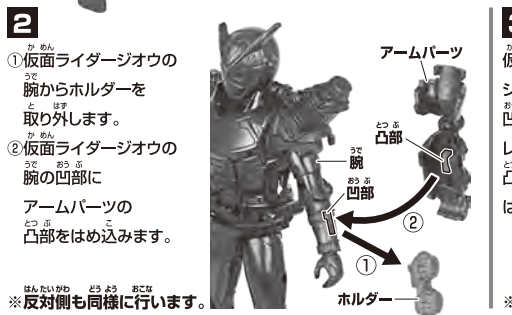 2
①仮面ライダージオウの
腕からホルダーを
取り外します。
②仮面ライダージオウの
腕の凹部に
アームパーツの
凸部をはめ込みます。
※反対側も同様に行います。
アームパーツ
凸部
腕
凹部
②
①
ホルダー